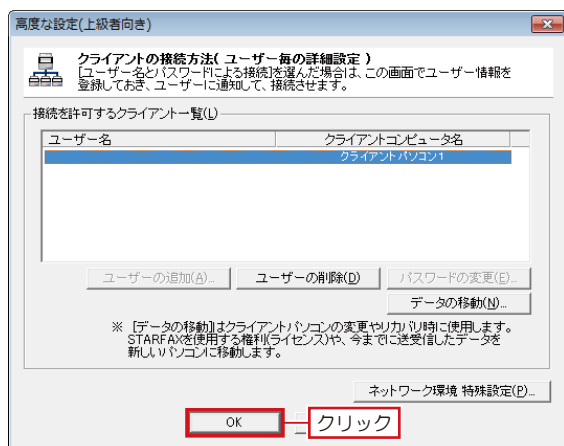 高度な設定(上級者向き)
クライアントの接続方法( ユーザー毎の詳細設定 )
[ユーザー名とパスワードによる接続]を選んだ場合は、この画面でユーザー情報を
登録しておき、ユーザーに通知して、接続させます。
接続を許可するクライアント一覧(L)
ユーザー名 クライアントコンピュータ名
クライアントパソコン1
ユーザーの追加(A)... ユーザーの削除(D) パスワードの変更(E)...
データの移動(N)...
※ [データの移動]はクライアントパソコンの変更やリカバリ時に使用します。
STARFAXを使用する権利(ライセンス)や、今までに送受信したデータを
新しいパソコンに移動します。
ネットワーク環境 特殊設定(P)...
OK クリック